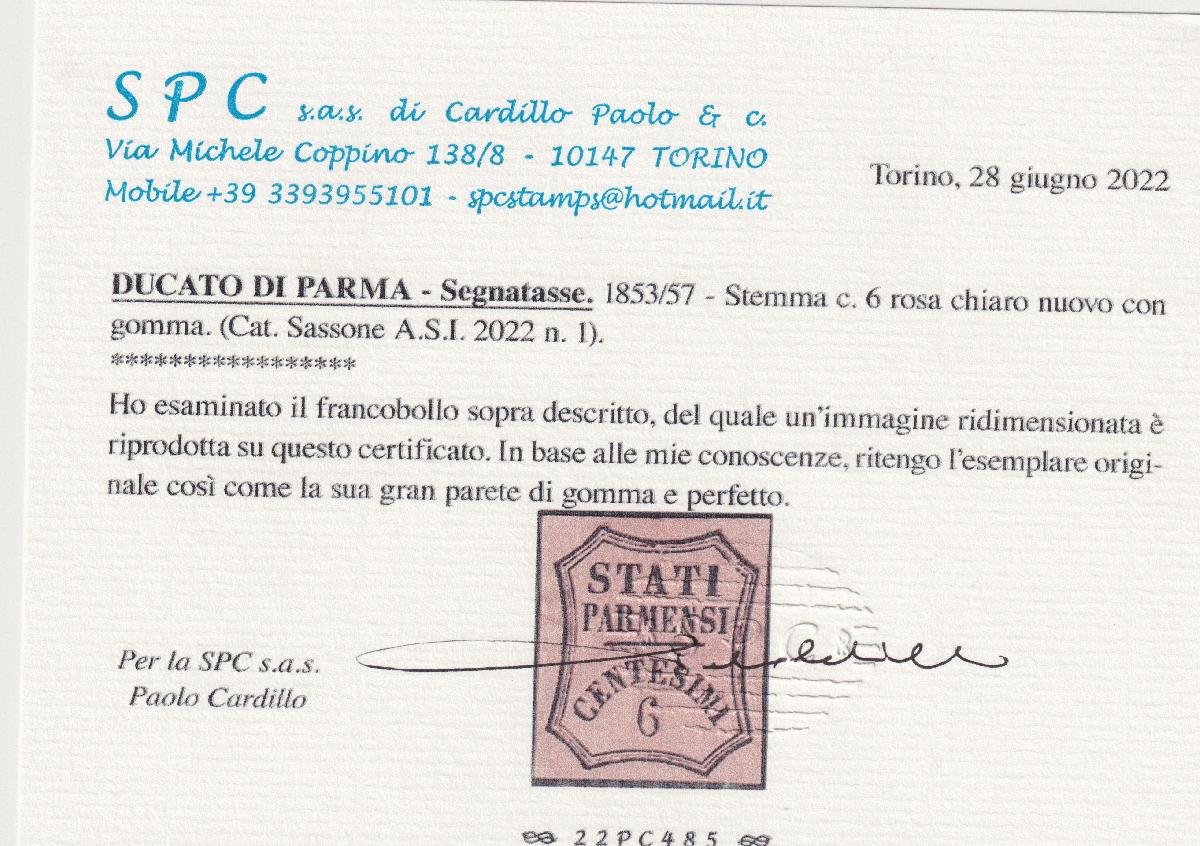 SPC s.a.s. di Cardillo Paolo & c.
Via Michele Coppino 138/8 - 10147 TORINO
Mobile +39 3393955101 - spcstamps@hotmail.it
Torino, 28 giugno 2022
DUCATO DI PARMA - Segnatasse. 1853/57 - Stemma c. 6 rosa chiaro nuovo con
gomma. (Cat. Sassone A.S.I. 2022 n. 1).
*****************
Ho esaminato il francobollo sopra descritto, del quale un'immagine ridimensionata è
riprodotta su questo certificato. In base alle mie conoscenze, ritengo l'esemplare origi-
nale così come la sua gran parete di gomma e perfetto.
STATI
PARMENSI
CENTESIMI
6
Per la SPC s.a.s.
Paolo Cardillo
22PC485